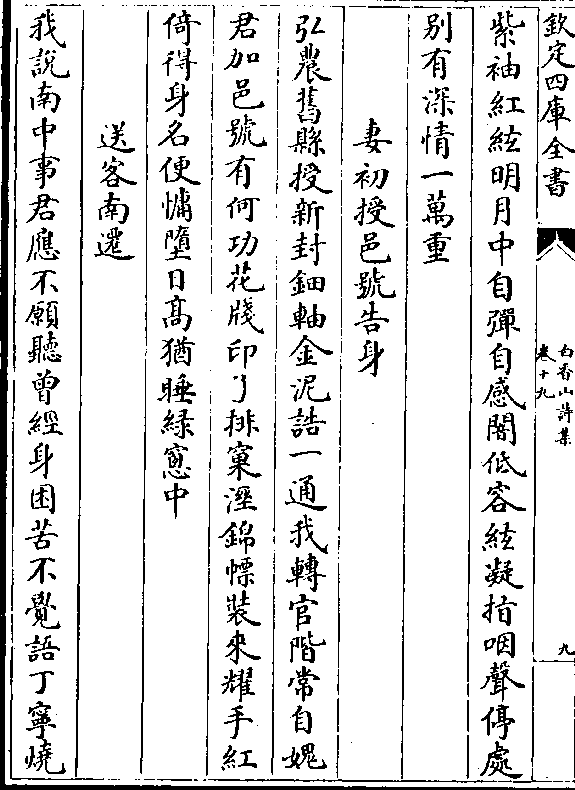 欽定四庫全書
白香山詩集
卷十九
九
紫袖紅絃明月中自彈自感闇低容絃凝指咽聲停處
别有深情一萬重
妻初授邑號告身
弘農舊縣授新封鈿軸金泥誥一通我轉官階常自媿
君加邑號有何功花牋印了排窠溼錦褾裝來耀手紅
倚得身名便慵墮日髙猶睡緑窻中
送客南還
我說南中事君應不願聽曾經身困苦不覺語丁寧燒